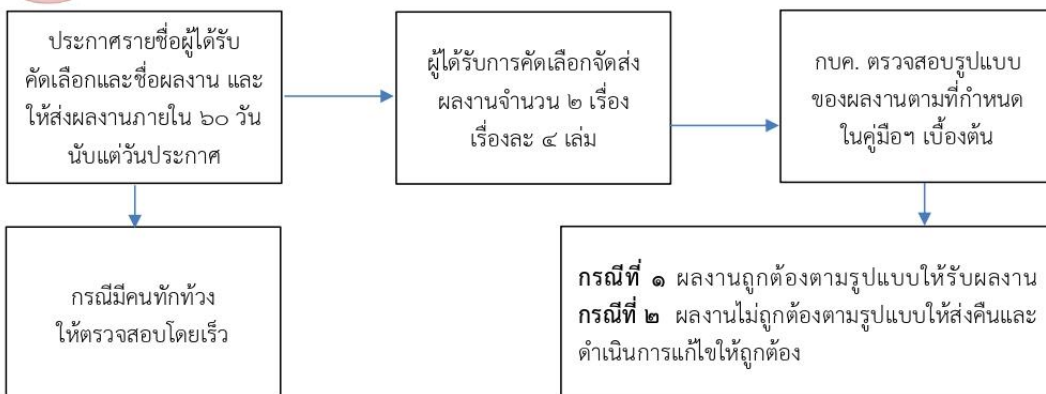 ประกาศรายชื่อผู้ได้รับ
คัดเลือกและชื่อผลงาน และ
ให้ส่งผลงานภายใน ๖๐ วัน
นับแต่วันประกาศ
ผู้ได้รับการคัดเลือกจัดส่ง
ผลงานจำนวน ๒ เรื่อง
เรื่องละ ๔ เล่ม
กบค. ตรวจสอบรูปแบบ
ของผลงานตามที่กำหนด
ในคู่มือฯ เบื้องต้น
กรณีมีคนทักท้วง
ให้ตรวจสอบโดยเร็ว
กรณีที่ ๑ ผลงานถูกต้องตามรูปแบบให้รับผลงาน
กรณีที่ ๒ ผลงานไม่ถูกต้องตามรูปแบบให้ส่งคืนและ
ดำเนินการแก้ไขให้ถูกต้อง